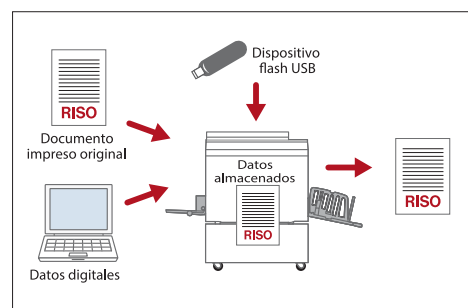 Dispositivo
flash USB
RISO
Documento
impreso original
Datos
almacenados
RISO
RISO
Datos digitales